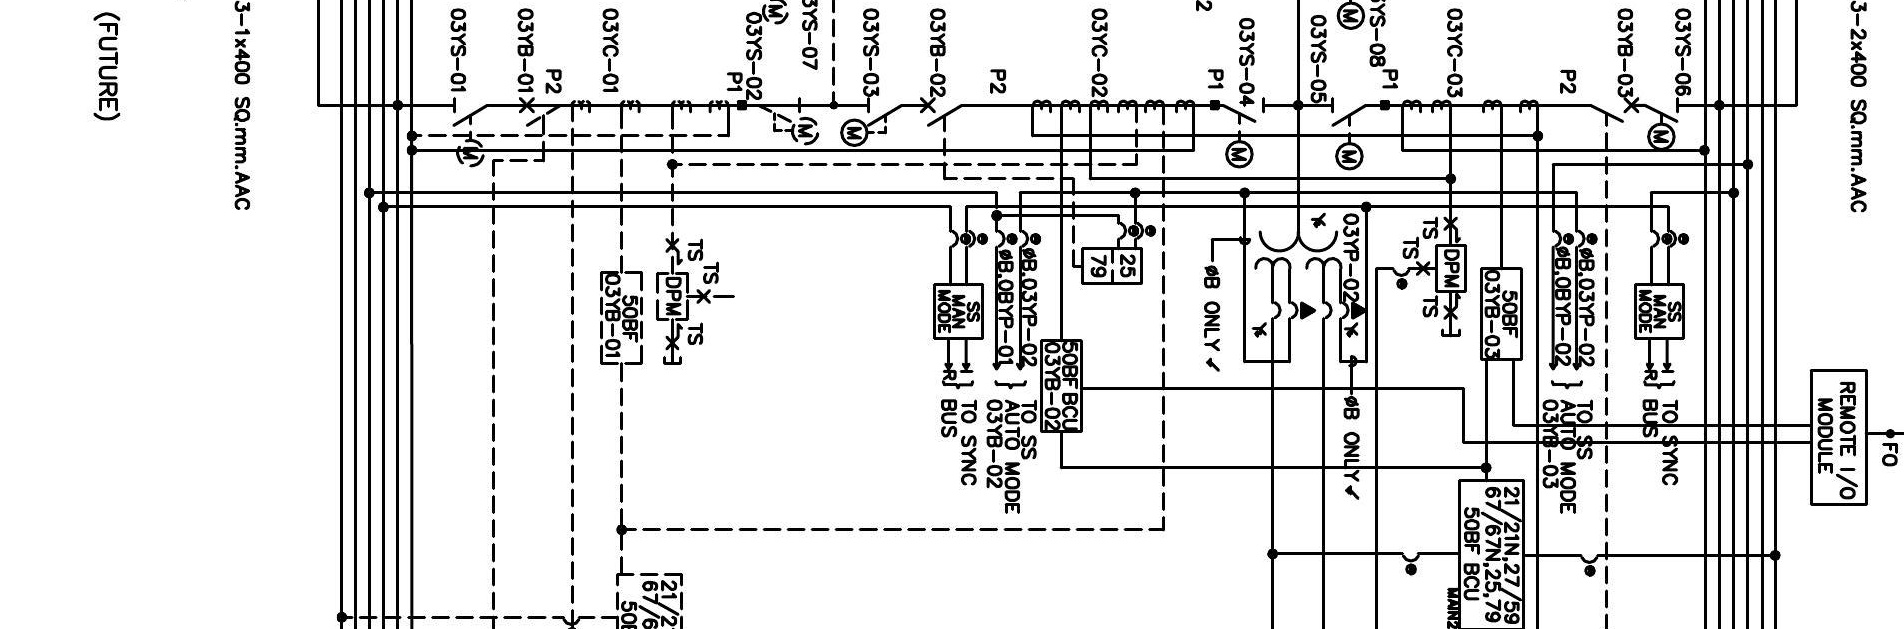 (FUTURE)
3-1x400 SQ.mm.AAC
03YS-01
03YB-01
P2
03YC-01
P1
03YS-02
(M)
03YS-07
03YS-03
03YB-02
P2
03YC-02
2
P1
03YS-04
03YS-05
M
YS-08
P1
03YC-03
P2
03YB-03
03YS-06
3-2x400 SQ.mm.AAC
M
M
M
M
M
M
M
TS
TS
DPM
TS
50BF
03YB-01
SS
MAN
MODE
I
R
TO SYNC
BUS
øB.03YP-02
øB.0BYP-01
TO SS
AUTO MODE
03YB-02
25
79
50BF BCU
03YB-02
øB ONLY
03YP-02
øB ONLY
TS
TS
DPM
TS
50BF
03YB-03
øB.03YP-02
øB.0BYP-02
TO SS
AUTO MODE
03YB-03
SS
MAN
MODE
I
R
TO SYNC
BUS
REMOTE I/O
MODULE
FO
21/21N,27/59
67/67N,25,79
50BF BCU
MAIN2
21/2
67/6
50B